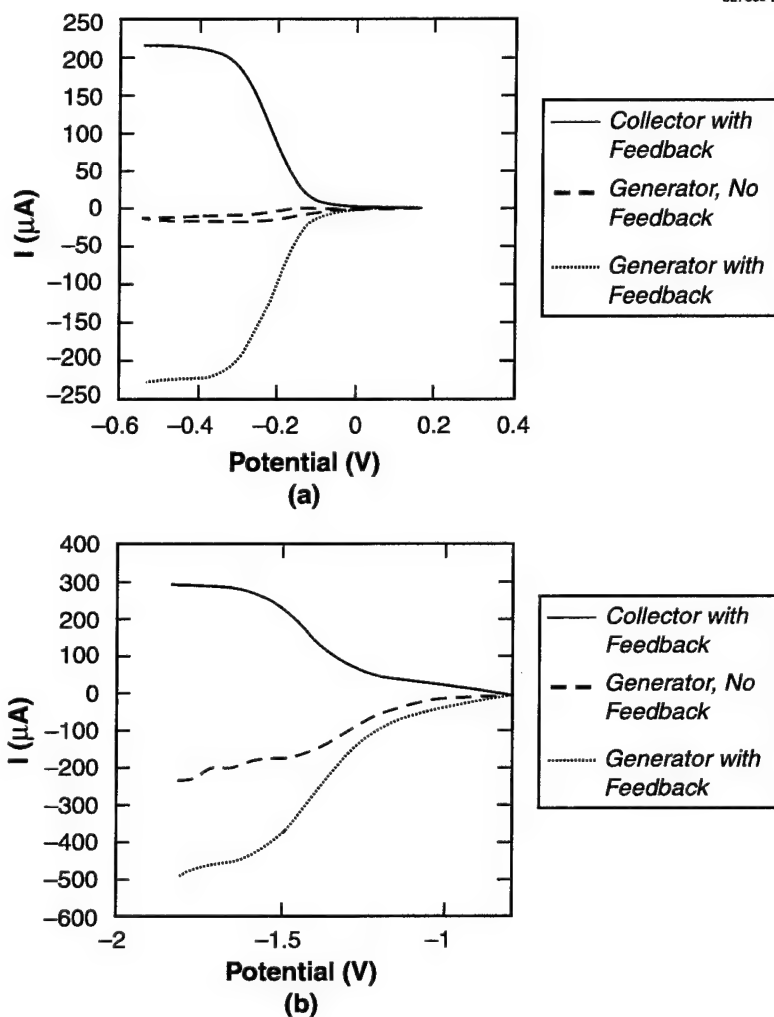 250
200
150
100
50
0
−50
−100
−150
−200
−250
I (μA)
−0.6 −0.4 −0.2 0 0.2 0.4
Potential (V)
(a)
Collector with
Feedback
Generator, No
Feedback
Generator with
Feedback
400
300
200
100
0
−100
−200
−300
−400
−500
−600
I (μA)
−2 −1.5 −1
Potential (V)
(b)
Collector with
Feedback
Generator, No
Feedback
Generator with
Feedback